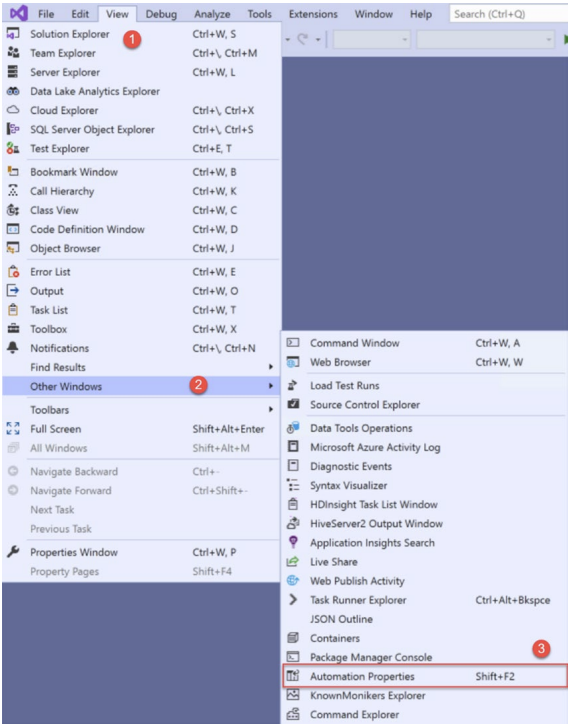 File Edit View Debug Analyze Tools Extensions Window Help Search (Ctrl+Q)
Solution Explorer Ctrl+W, S
1
Team Explorer Ctrl+\, Ctrl+M
Server Explorer Ctrl+W, L
Data Lake Analytics Explorer
Cloud Explorer Ctrl+\, Ctrl+X
SQL Server Object Explorer Ctrl+\, Ctrl+S
Test Explorer Ctrl+E, T
Bookmark Window Ctrl+W, B
Call Hierarchy Ctrl+W, K
Class View Ctrl+W, C
Code Definition Window Ctrl+W, D
Object Browser Ctrl+W, J
Error List Ctrl+W, E
Output Ctrl+W, O
Task List Ctrl+W, T
Toolbox Ctrl+W, X
Notifications Ctrl+\, Ctrl+N
Find Results
Other Windows 2
Toolbars
Full Screen Shift+Alt+Enter
All Windows Shift+Alt+M
Navigate Backward Ctrl+-
Navigate Forward Ctrl+Shift+-
Next Task
Previous Task
Properties Window Ctrl+W, P
Property Pages Shift+F4
Command Window Ctrl+W, A
Web Browser Ctrl+W, W
Load Test Runs
Source Control Explorer
Data Tools Operations
Microsoft Azure Activity Log
Diagnostic Events
Syntax Visualizer
HDInsight Task List Window
HiveServer2 Output Window
Application Insights Search
Live Share
Web Publish Activity
Task Runner Explorer Ctrl+Alt+Bkspce
JSON Outline
Containers
3
Package Manager Console
Automation Properties Shift+F2
KnownMonikers Explorer
Command Explorer